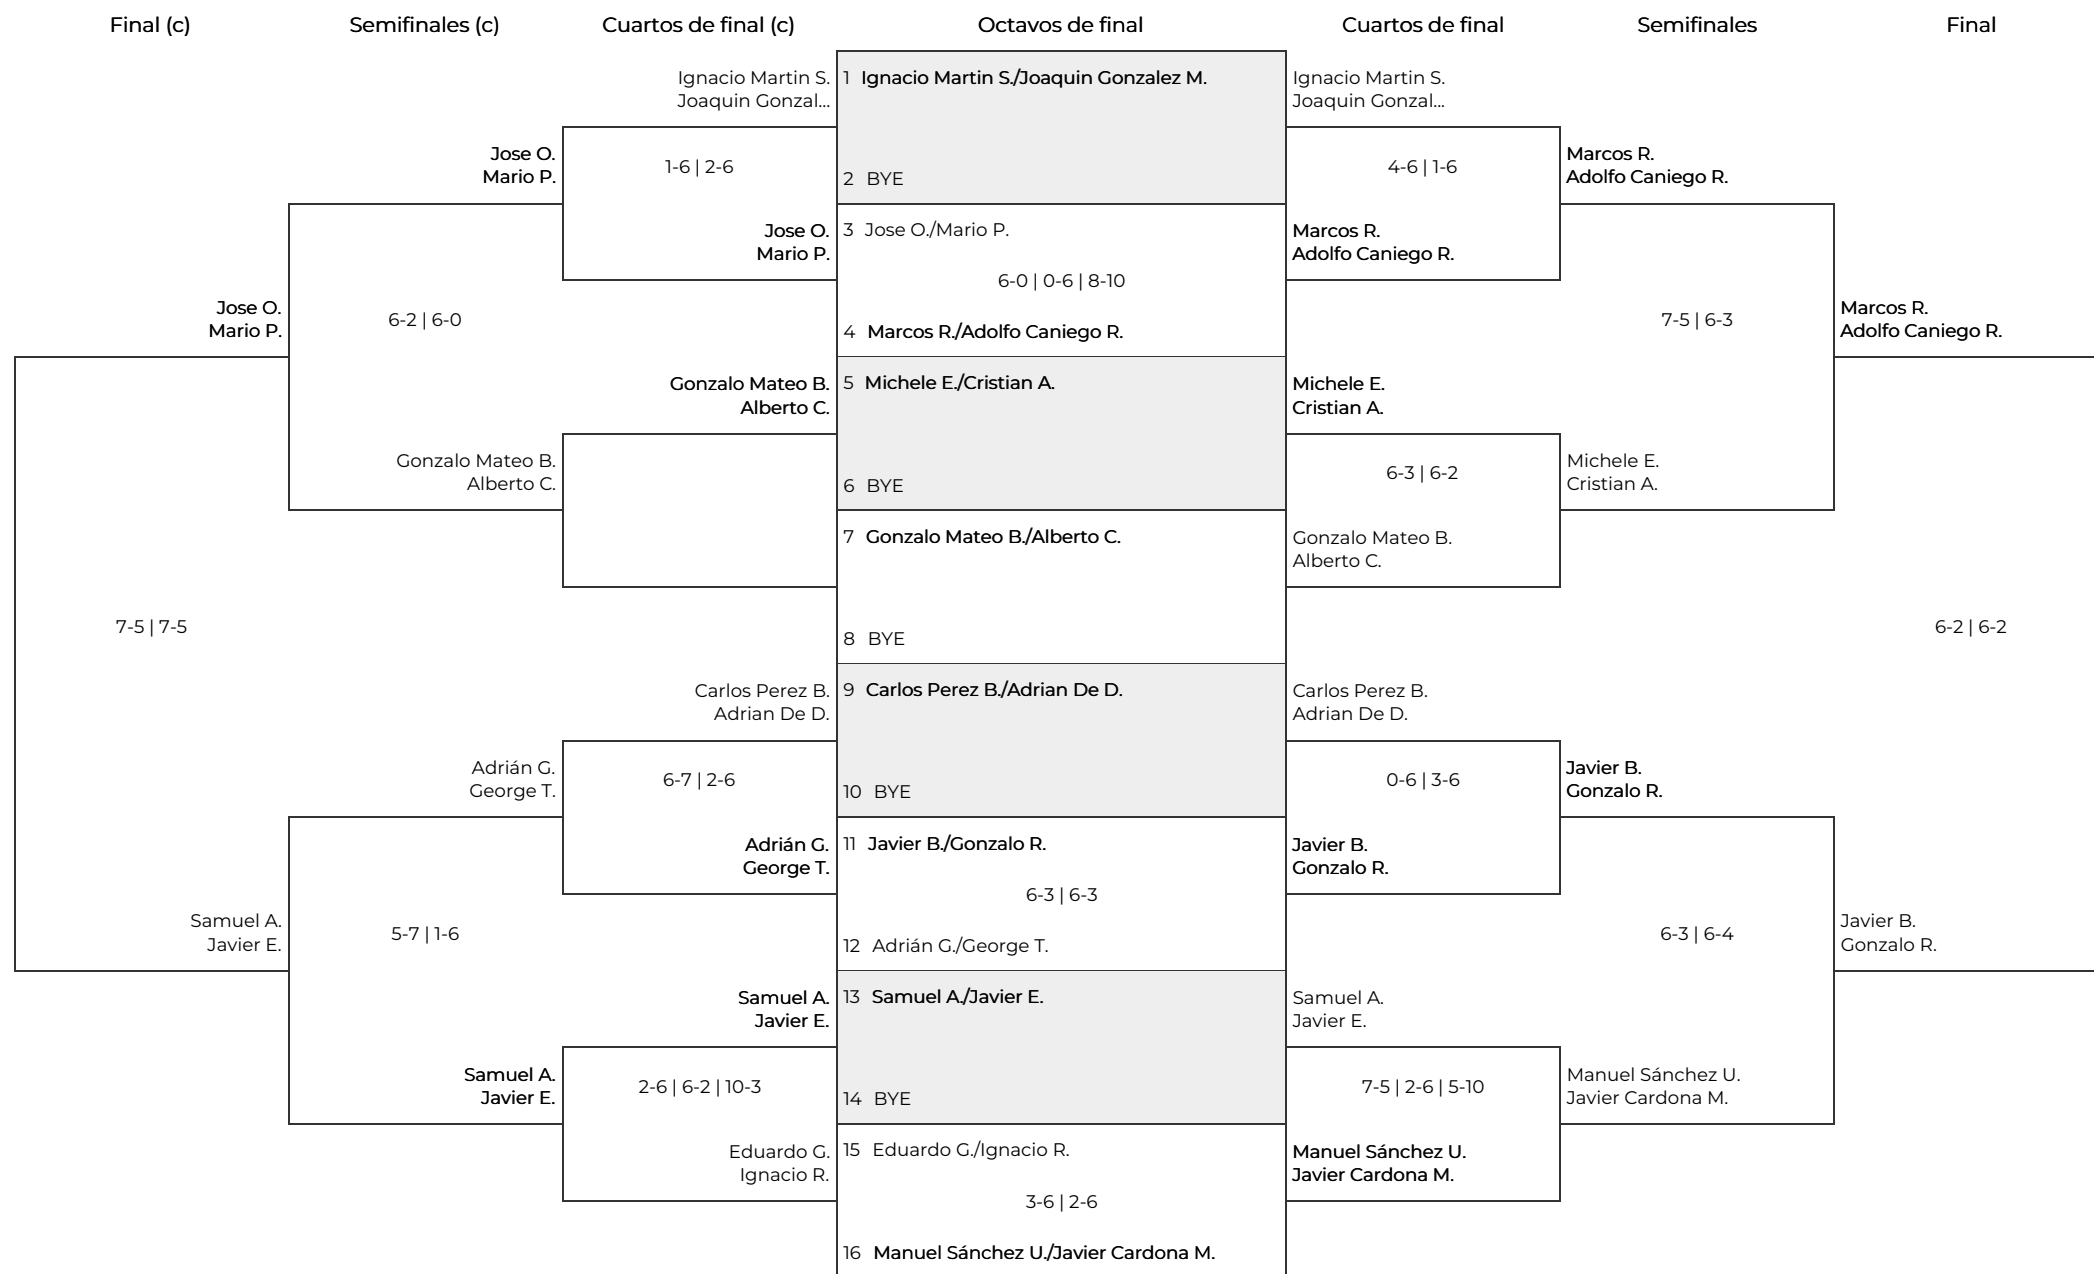 Final (c)
Semifinales (c)
Cuartos de final (c)
Octavos de final
Cuartos de final
Semifinales
Final
Jose O.
Mario P.
7-5 | 7-5
Samuel A.
Javier E.
Jose O.
Mario P.
6-2 | 6-0
Gonzalo Mateo B.
Alberto C.
Adrián G.
George T.
5-7 | 1-6
Samuel A.
Javier E.
Ignacio Martin S.
Joaquin Gonzal...
1-6 | 2-6
Jose O.
Mario P.
Gonzalo Mateo B.
Alberto C.
Carlos Perez B.
Adrian De D.
6-7 | 2-6
Adrián G.
George T.
Samuel A.
Javier E.
2-6 | 6-2 | 10-3
Eduardo G.
Ignacio R.
1 Ignacio Martin S./Joaquin Gonzalez M.
2 BYE
3 Jose O./Mario P.
6-0 | 0-6 | 8-10
4 Marcos R./Adolfo Caniego R.
5 Michele E./Cristian A.
6 BYE
7 Gonzalo Mateo B./Alberto C.
8 BYE
9 Carlos Perez B./Adrian De D.
10 BYE
11 Javier B./Gonzalo R.
6-3 | 6-3
12 Adrián G./George T.
13 Samuel A./Javier E.
14 BYE
15 Eduardo G./Ignacio R.
3-6 | 2-6
16 Manuel Sánchez U./Javier Cardona M.
Ignacio Martin S.
Joaquin Gonzal...
4-6 | 1-6
Marcos R.
Adolfo Caniego R.
Michele E.
Cristian A.
6-3 | 6-2
Gonzalo Mateo B.
Alberto C.
Carlos Perez B.
Adrian De D.
0-6 | 3-6
Javier B.
Gonzalo R.
Samuel A.
Javier E.
7-5 | 2-6 | 5-10
Manuel Sánchez U.
Javier Cardona M.
Marcos R.
Adolfo Caniego R.
7-5 | 6-3
Michele E.
Cristian A.
Javier B.
Gonzalo R.
6-3 | 6-4
Manuel Sánchez U.
Javier Cardona M.
Marcos R.
Adolfo Caniego R.
6-2 | 6-2
Javier B.
Gonzalo R.